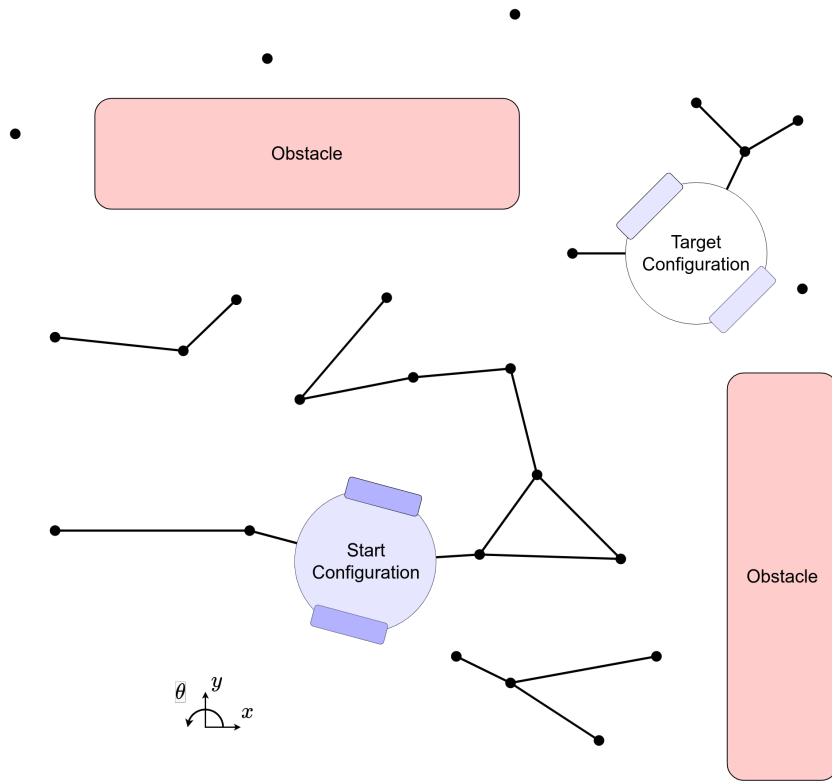 Obstacle
Target
Configuration
Start
Configuration
Obstacle
θ
y
x